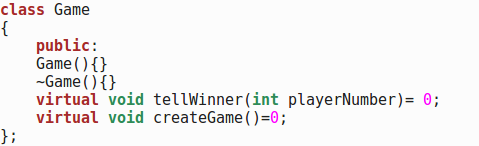 class Game
{
    public:
    Game(){}
    ~Game(){}
    virtual void tellWinner(int playerNumber)= 0;
    virtual void createGame()=0;
};